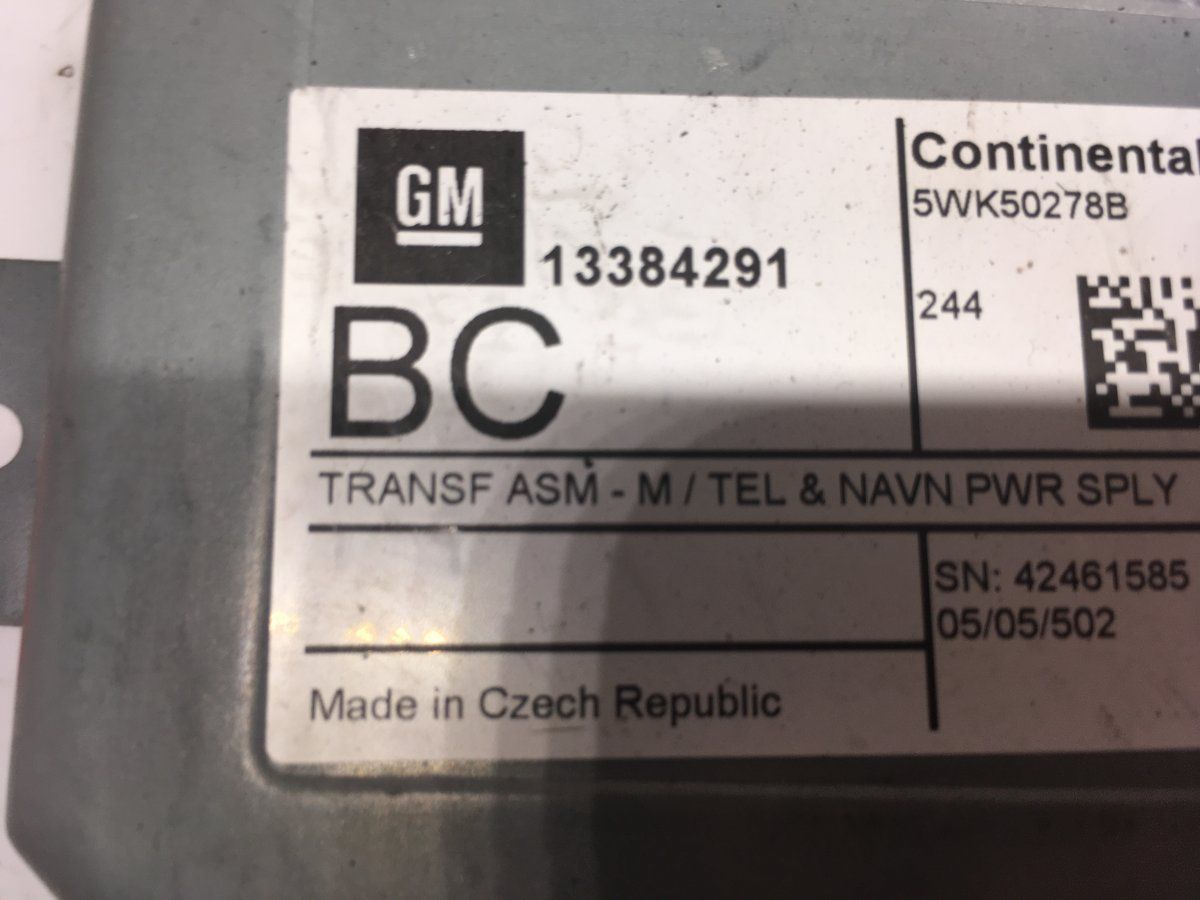 GM
13384291
BC
Continental
5WK50278B
244
TRANSF ASM - M / TEL & NAVN PWR SPLY
SN: 42461585
05/05/502
Made in Czech Republic